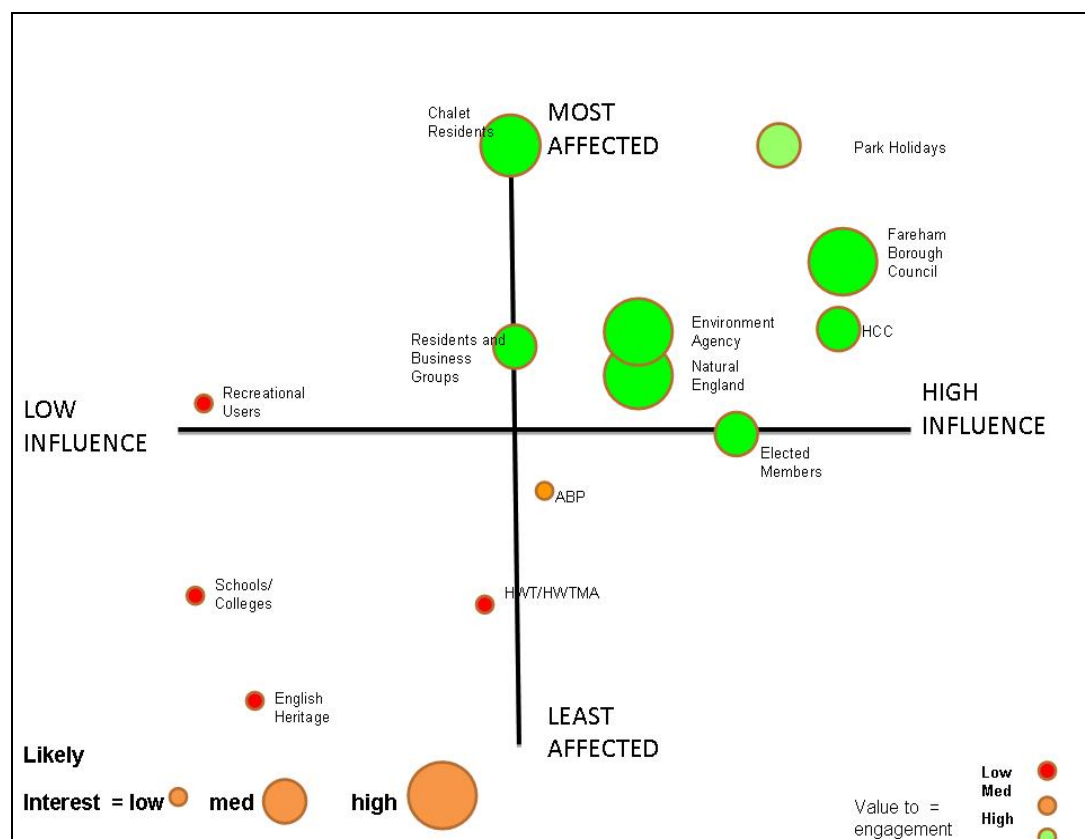 Chalet
Residents
MOST
AFFECTED
Park Holidays
Fareham
Borough
Council
Environment
Agency
HCC
Residents and
Business
Groups
Natural
England
Recreational
Users
LOW
INFLUENCE
HIGH
INFLUENCE
Elected
Members
ABP
Schools/
Colleges
HWT/HWTMA
English
Heritage
LEAST
AFFECTED
Likely
Interest = low med high
Low
Med
High
Value to =
engagement